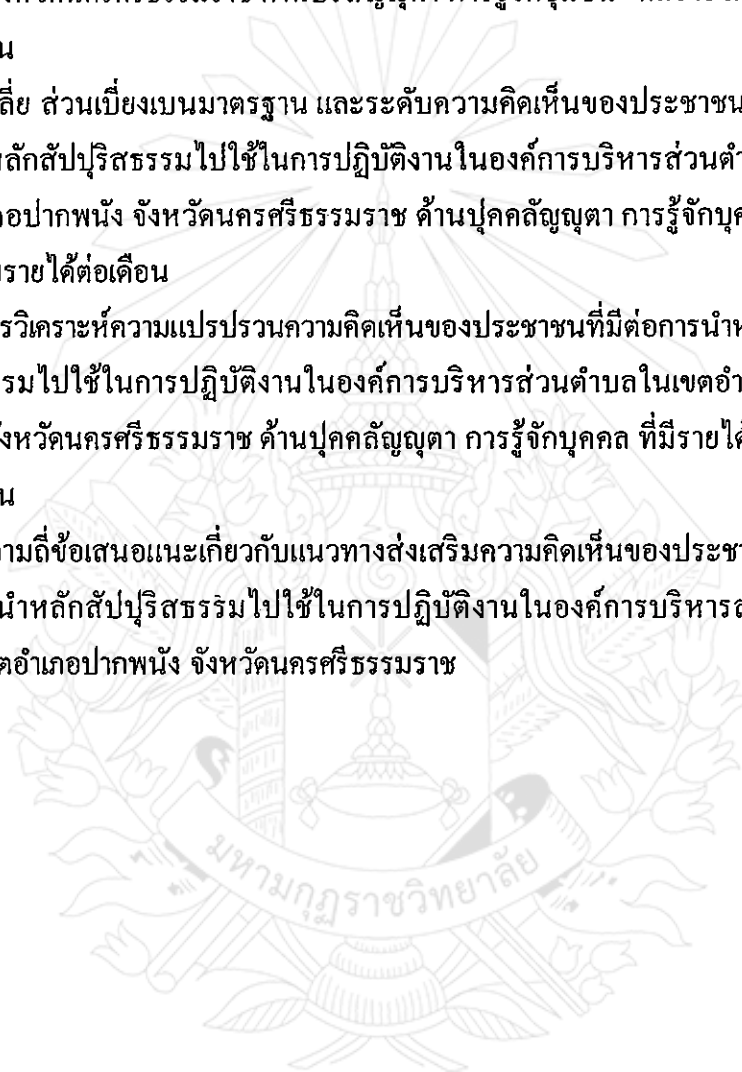 น
ลี่ย ส่วนเบี่ยงเบนมาตรฐาน และระดับความคิดเห็นของประชาชน
หลักสัปปุริสธรรมไปใช้ในการปฏิบัติงานในองค์การบริหารส่วนตำ
อปากพนัง จังหวัดนครศรีธรรมราช ด้านปุคคลัญญุตา การรู้จักบุค
รายได้ต่อเดือน
รวิเคราะห์ความแปรปรวนความคิดเห็นของประชาชนที่มีต่อการนำห
รมไปใช้ในการปฏิบัติงานในองค์การบริหารส่วนตำบลในเขตอำ
ังหวัดนครศรีธรรมราช ด้านปุคคลัญญุตา การรู้จักบุคคล ที่มีรายได้
น
ามถี่ข้อเสนอแนะเกี่ยวกับแนวทางส่งเสริมความคิดเห็นของประชา
นำหลักสัปปุริสธรรมไปใช้ในการปฏิบัติงานในองค์การบริหารส
ตอำเภอปากพนัง จังหวัดนครศรีธรรมราช
มหามกุฏราชวิทยาลัย